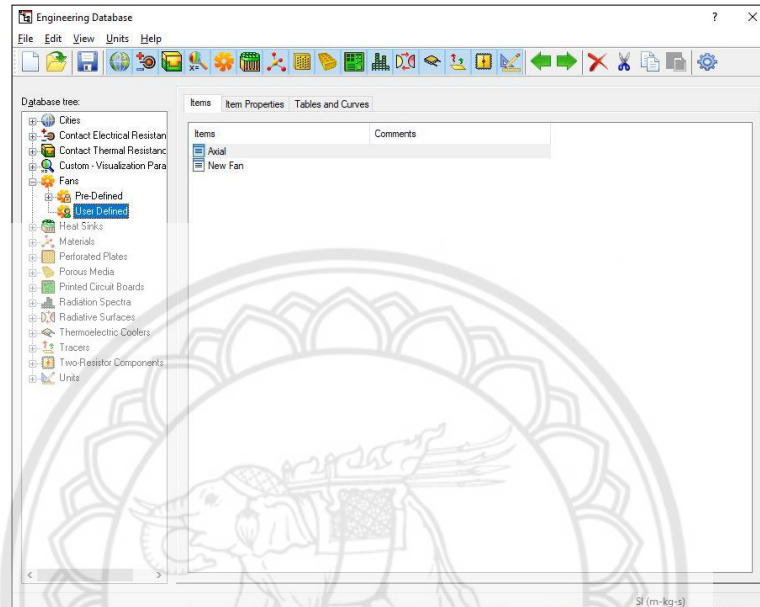 Engineering Database
?
File Edit View Units Help
Database tree:
Items Item Properties Tables and Curves
Cities
Contact Electrical Resistan
Contact Thermal Resistanc
Custom - Visualization Para
Fans
Pre-Defined
User Defined
Heat Sinks
Materials
Perforated Plates
Porous Media
Printed Circuit Boards
Radiation Spectra
Radiative Surfaces
Thermoelectric Coolers
Tracers
Two-Resistor Components
Units
Items Comments
Axial
New Fan
SI (m-kg-s)